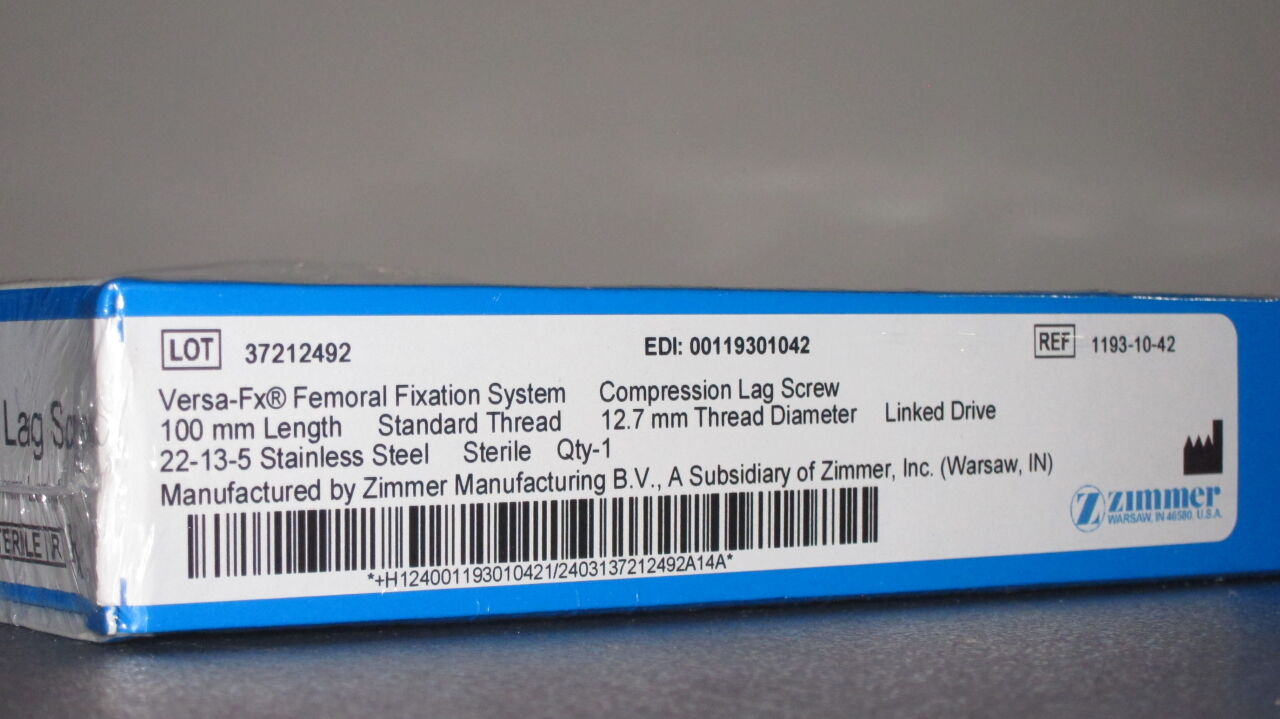 LOT 37212492 EDI: 00119301042 REF 1193-10-42
Versa-Fx® Femoral Fixation System Compression Lag Screw
100 mm Length Standard Thread 12.7 mm Thread Diameter Linked Drive
22-13-5 Stainless Steel Sterile Qty-1
Manufactured by Zimmer Manufacturing B.V., A Subsidiary of Zimmer, Inc. (Warsaw, IN)
*+H124001193010421/2403137212492A14A*
Z zimmer
WARSAW, IN 46580, U.S.A.
Lag
R